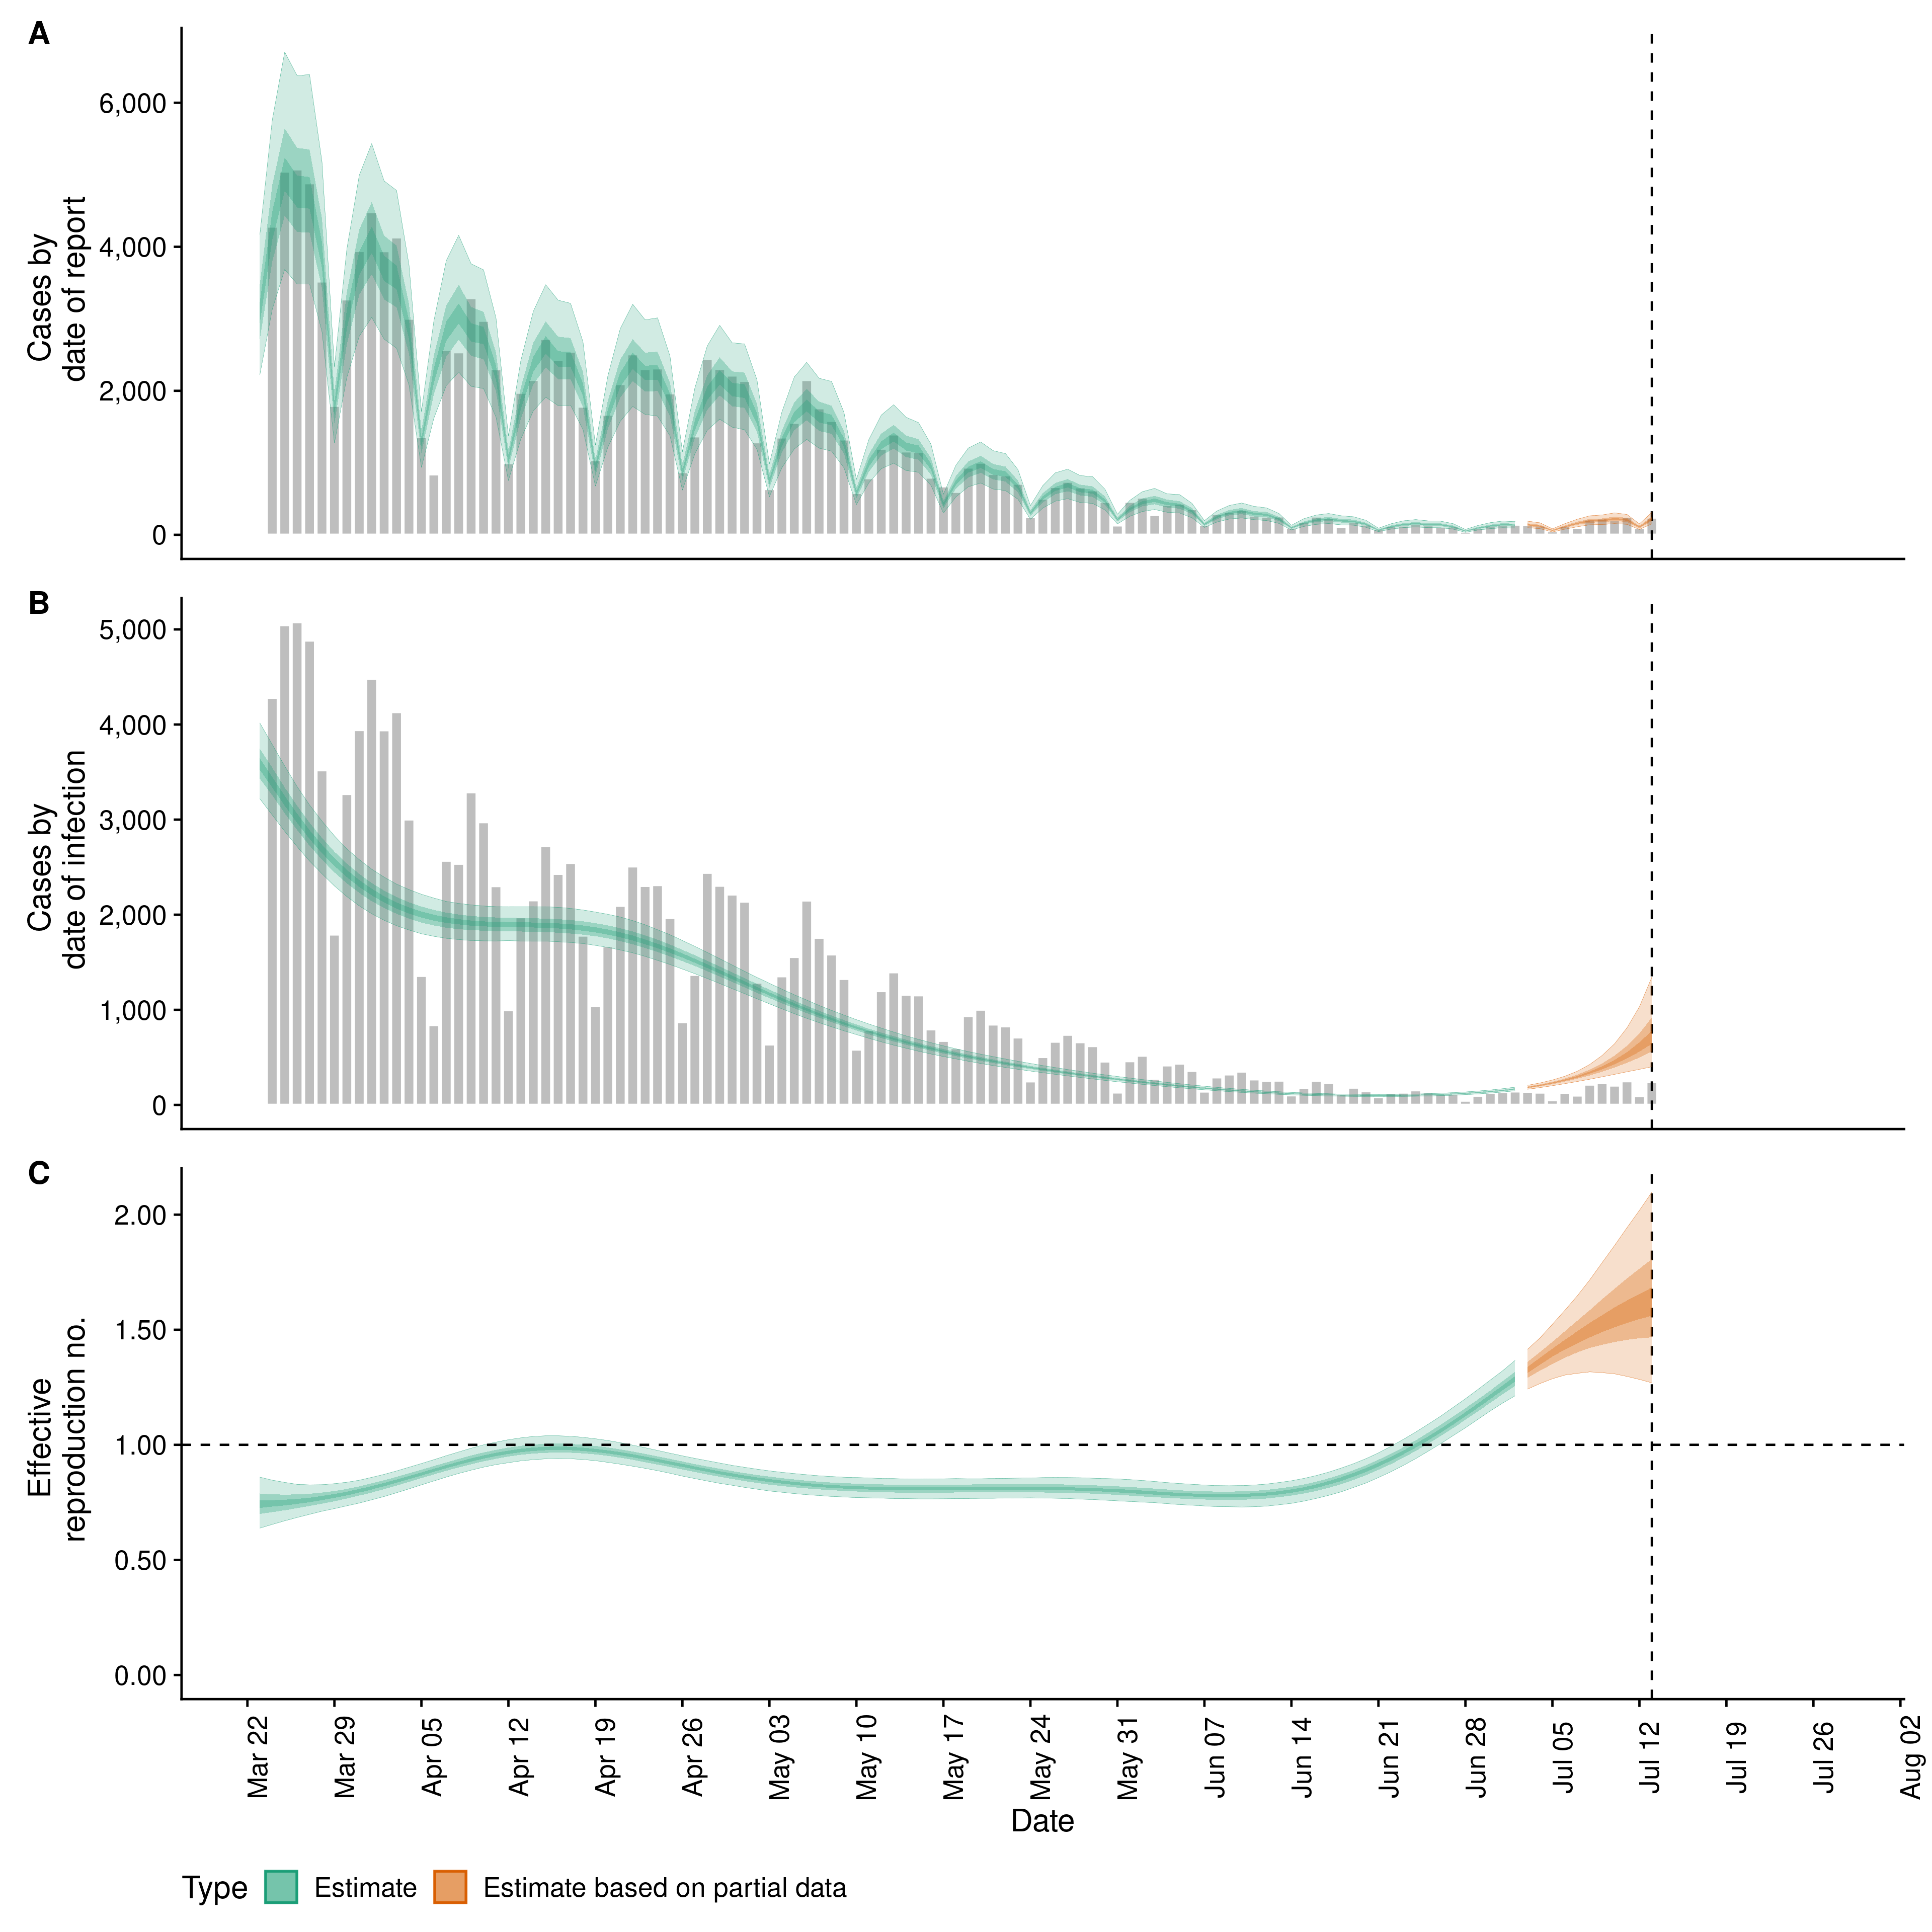 A
Cases by
date of report
6,000
4,000
2,000
0
B
Cases by
date of infection
5,000
4,000
3,000
2,000
1,000
0
C
Effective
reproduction no.
2.00
1.50
1.00
0.50
0.00
Mar 22
Mar 29
Apr 05
Apr 12
Apr 19
Apr 26
May 03
May 10
May 17
May 24
May 31
Jun 07
Jun 14
Jun 21
Jun 28
Jul 05
Jul 12
Jul 19
Jul 26
Aug 02
Date
Type Estimate Estimate based on partial data